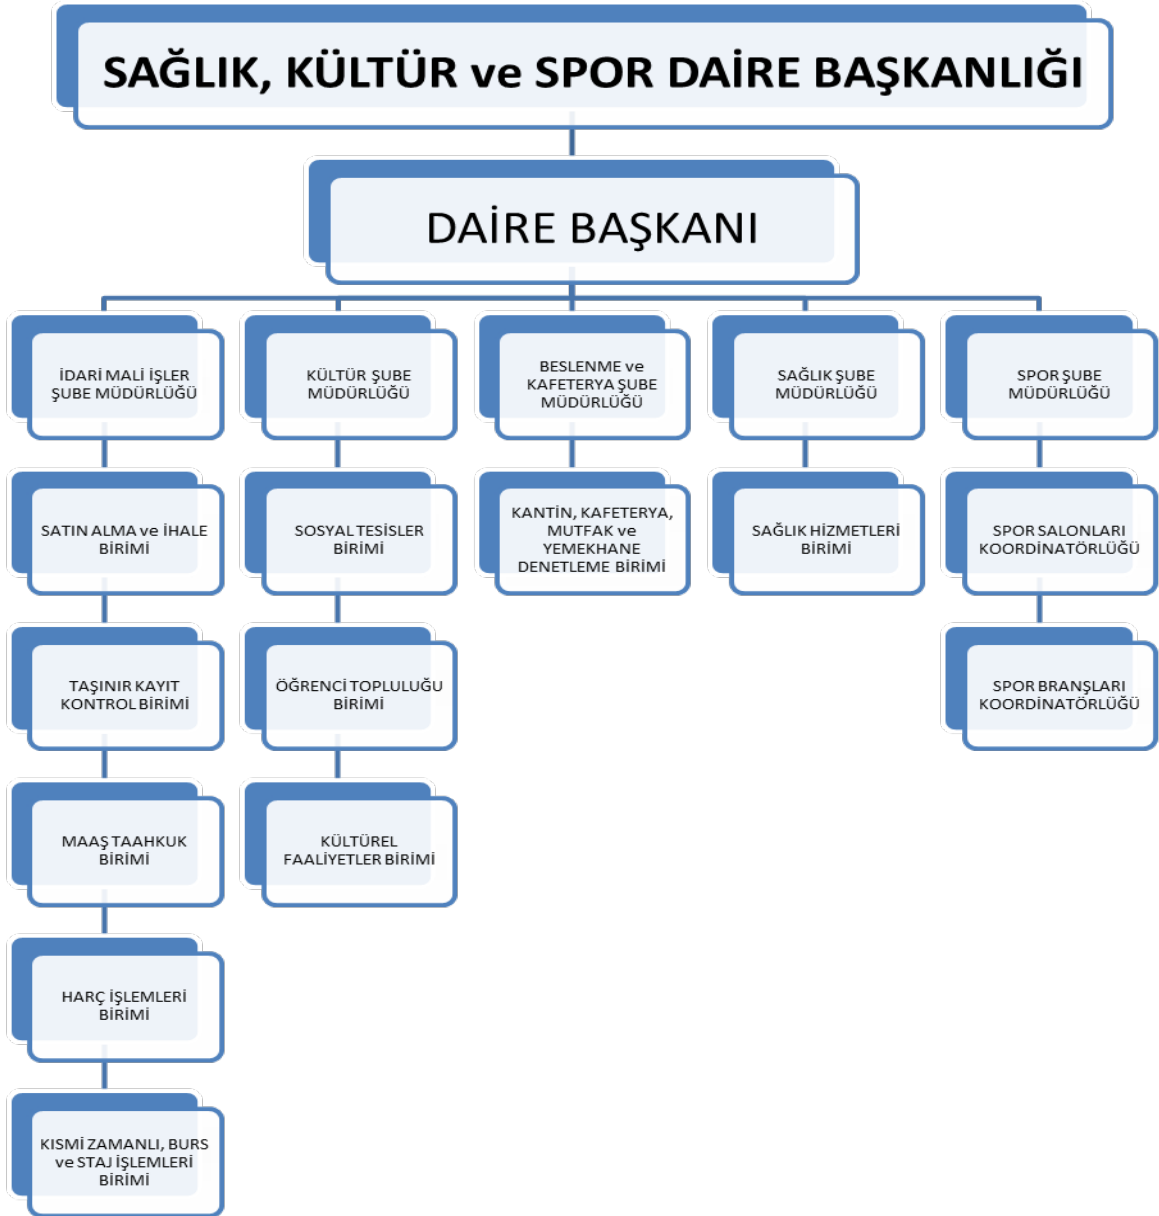 SAĞLIK, KÜLTÜR ve SPOR DAİRE BAŞKANLIĞI
DAİRE BAŞKANI
İDARİ MALİ İŞLER
ŞUBE MÜDÜRLÜĞÜ
KÜLTÜR ŞUBE
MÜDÜRLÜĞÜ
BESLENME ve
KAFETERYA ŞUBE
MÜDÜRLÜĞÜ
SAĞLIK ŞUBE
MÜDÜRLÜĞÜ
SPOR ŞUBE
MÜDÜRLÜĞÜ
SATIN ALMA ve İHALE
BİRİMİ
SOSYAL TESİSLER
BİRİMİ
KANTİN, KAFETERYA,
MUTFAK ve
YEMEKHANE
DENETLEME BİRİMİ
SAĞLIK HİZMETLERİ
BİRİMİ
SPOR SALONLARI
KOORDİNATÖRLÜĞÜ
TAŞINIR KAYIT
KONTROL BİRİMİ
ÖĞRENCİ TOPLULUĞU
BİRİMİ
SPOR BRANŞLARI
KOORDİNATÖRLÜĞÜ
MAAŞ TAAHKUK
BİRİMİ
KÜLTÜREL
FAALİYETLER BİRİMİ
HARÇ İŞLEMLERİ
BİRİMİ
KISMİ ZAMANLI, BURS
ve STAJ İŞLEMLERİ
BİRİMİ